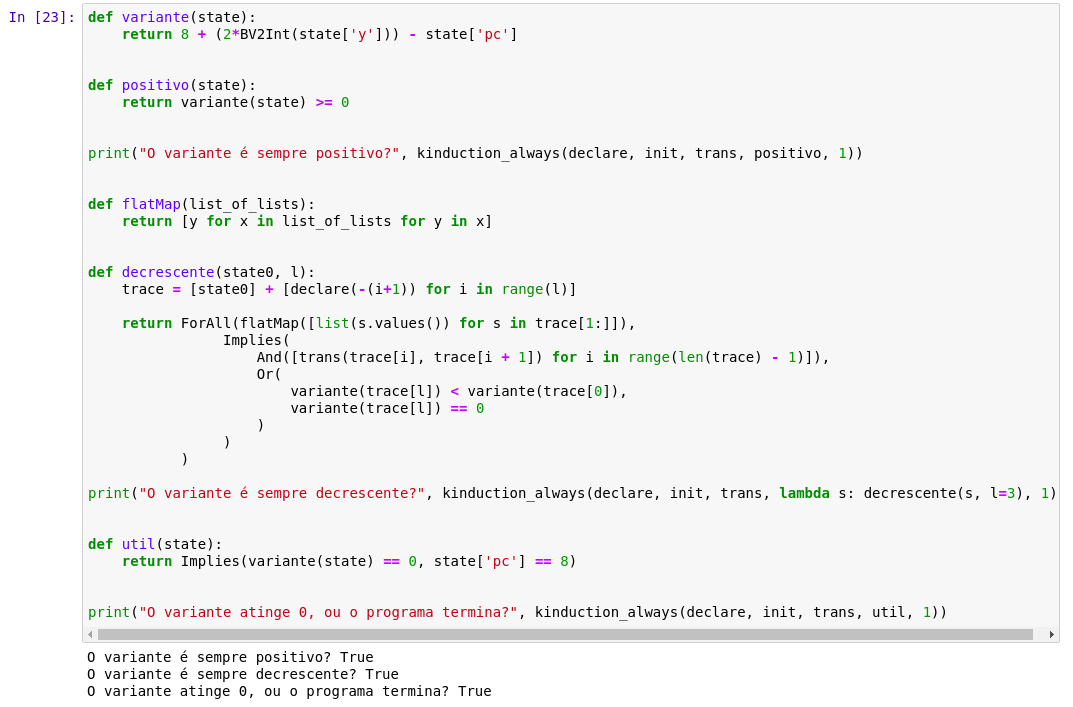 In [23]:
def variante(state):
    return 8 + (2*BV2Int(state['y'])) - state['pc']
def positivo(state):
    return variante(state) >= 0
print("O variante é sempre positivo?", kinduction_always(declare, init, trans, positivo, 1))
def flatMap(list_of_lists):
    return [y for x in list_of_lists for y in x]
def decrescente(state0, l):
    trace = [state0] + [declare(-(i+1)) for i in range(l)]
    return ForAll(flatMap([list(s.values()) for s in trace[1:]]),
                Implies(
                    And([trans(trace[i], trace[i + 1]) for i in range(len(trace) - 1)]),
                    Or(
                        variante(trace[l]) < variante(trace[0]),
                        variante(trace[l]) == 0
                    )
                )
           )
print("O variante é sempre decrescente?", kinduction_always(declare, init, trans, lambda s: decrescente(s, l=3), 1)
def util(state):
    return Implies(variante(state) == 0, state['pc'] == 8)
print("O variante atinge 0, ou o programa termina?", kinduction_always(declare, init, trans, util, 1))
O variante é sempre positivo? True
O variante é sempre decrescente? True
O variante atinge 0, ou o programa termina? True